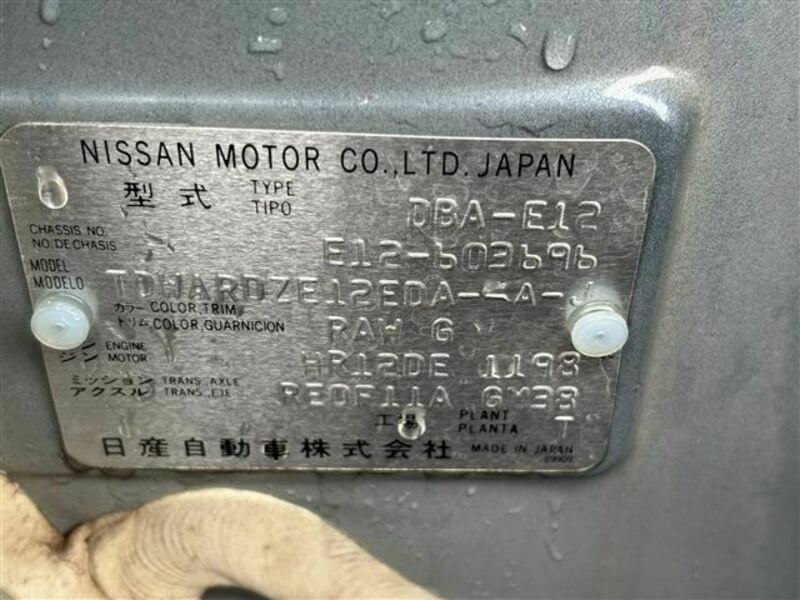 NISSAN MOTOR CO.,LTD. JAPAN
型式 TYPE TIPO DBA-E12
CHASSIS NO. NO. DE CHASIS E12-603696
MODEL MODELO TDWARDZE12EDA--A-J
カラー COLOR,TRIM
トリム COLOR,GUARNICION RAW G
ENGINE MOTOR HR12DE 1198
ミッション TRANS.,AXLE
アクスル TRANS.,EJE RE0F11A GM38
工場 PLANT PLANTA
日産自動車株式会社 MADE IN JAPAN